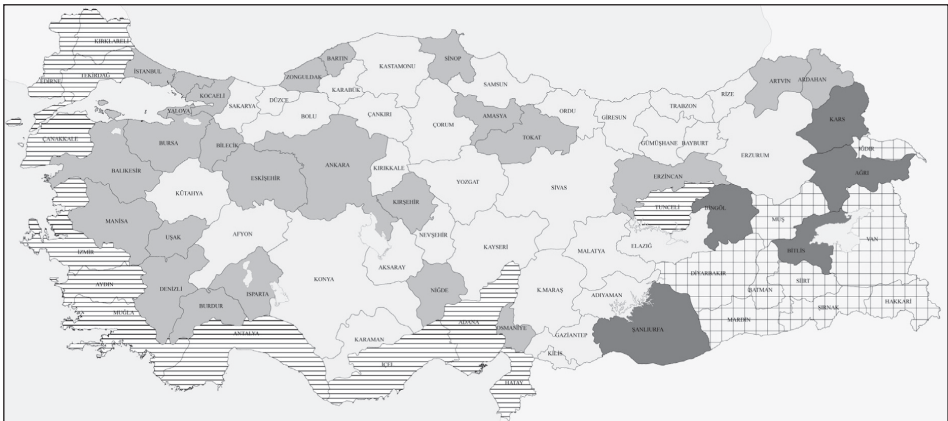 KIRKLARELİ
EDİRNE
TEKİRDAĞ
İSTANBUL
KOCAELİ
YALOVA
SAKARYA
DÜZCE
ZONGULDAK
BARTIN
KARABÜK
KASTAMONU
SİNOP
SAMSUN
ORDU
GİRESUN
TRABZON
RİZE
ARTVİN
ARDAHAN
ÇANAKKALE
BALIKESİR
BURSA
BİLECİK
BOLU
ÇANKIRI
ÇORUM
AMASYA
TOKAT
GÜMÜŞHANE
BAYBURT
ERZURUM
KARS
IĞDIR
AĞRI
KÜTAHYA
ESKİŞEHİR
ANKARA
KIRIKKALE
YOZGAT
SİVAS
ERZİNCAN
TUNCELİ
BİNGÖL
MUŞ
MANİSA
UŞAK
AFYON
KIRŞEHİR
NEVŞEHİR
KAYSERİ
MALATYA
ELAZIĞ
BİTLİS
VAN
İZMİR
AYDIN
DENİZLİ
ISPARTA
BURDUR
KONYA
AKSARAY
NİĞDE
K.MARAŞ
ADIYAMAN
DİYARBAKIR
BATMAN
SİİRT
ŞIRNAK
HAKKARİ
MUĞLA
ANTALYA
KARAMAN
İÇEL
ADANA
OSMANİYE
GAZİANTEP
KİLİS
ŞANLIURFA
MARDİN
HATAY